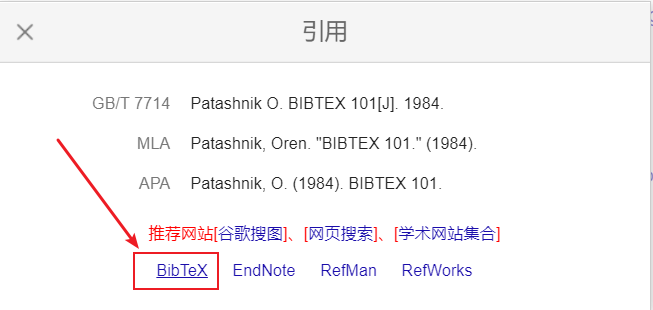 引用
GB/T 7714 Patashnik O. BIBTEX 101[J]. 1984.
MLA Patashnik, Oren. "BIBTEX 101." (1984).
APA Patashnik, O. (1984). BIBTEX 101.
推荐网站[谷歌搜图]、[网页搜索]、[学术网站集合]
BibTeX EndNote RefMan RefWorks